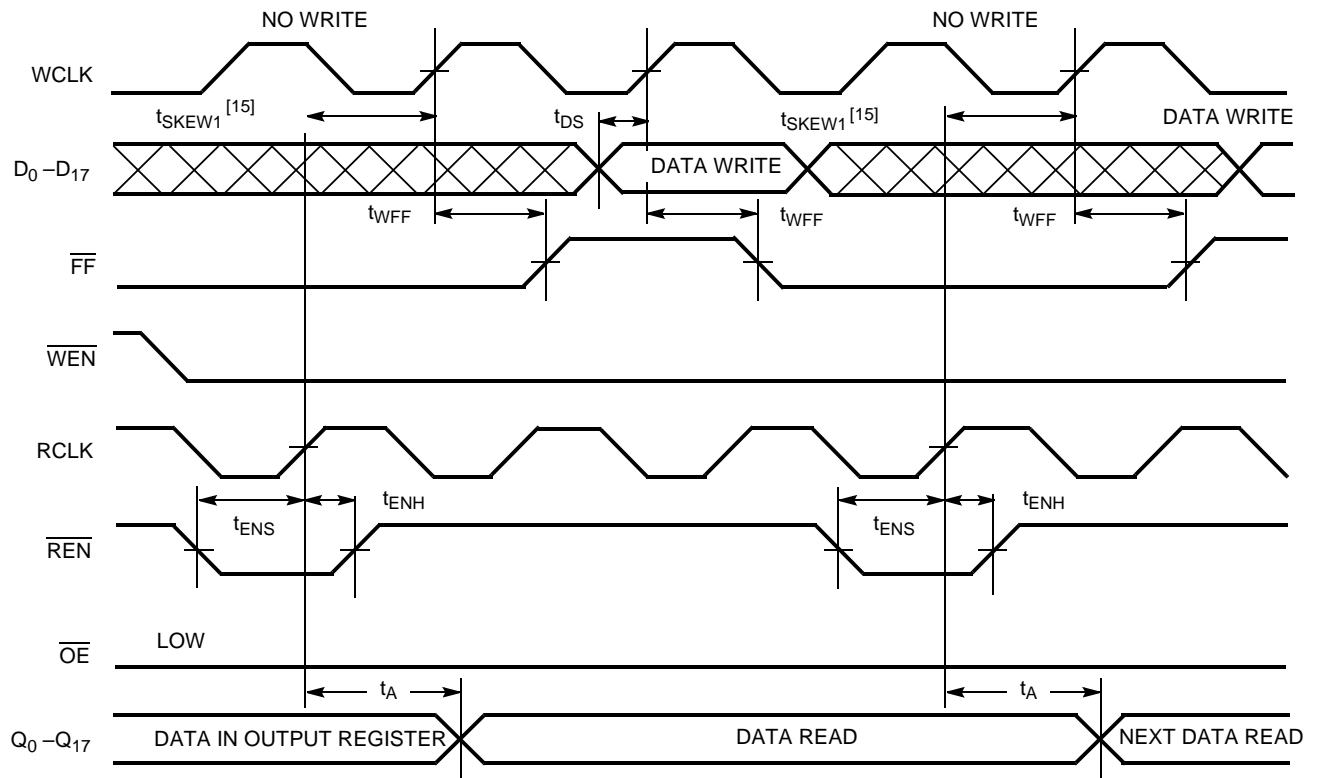 NO WRITE NO WRITE
WCLK
tSKEW1 [15] tDS tSKEW1 [15] DATA WRITE
D0 –D17 DATA WRITE
tWFF tWFF tWFF
FF
WEN
RCLK
tENH tENH
tENS tENS
REN
LOW
OE
tA tA
Q0 –Q17 DATA IN OUTPUT REGISTER DATA READ NEXT DATA READ